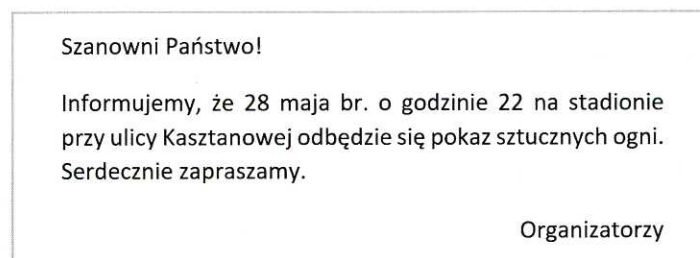 Szanowni Państwo!
Informujemy, że 28 maja br. o godzinie 22 na stadionie
przy ulicy Kasztanowej odbędzie się pokaz sztucznych ogni.
Serdecznie zapraszamy.
Organizatorzy